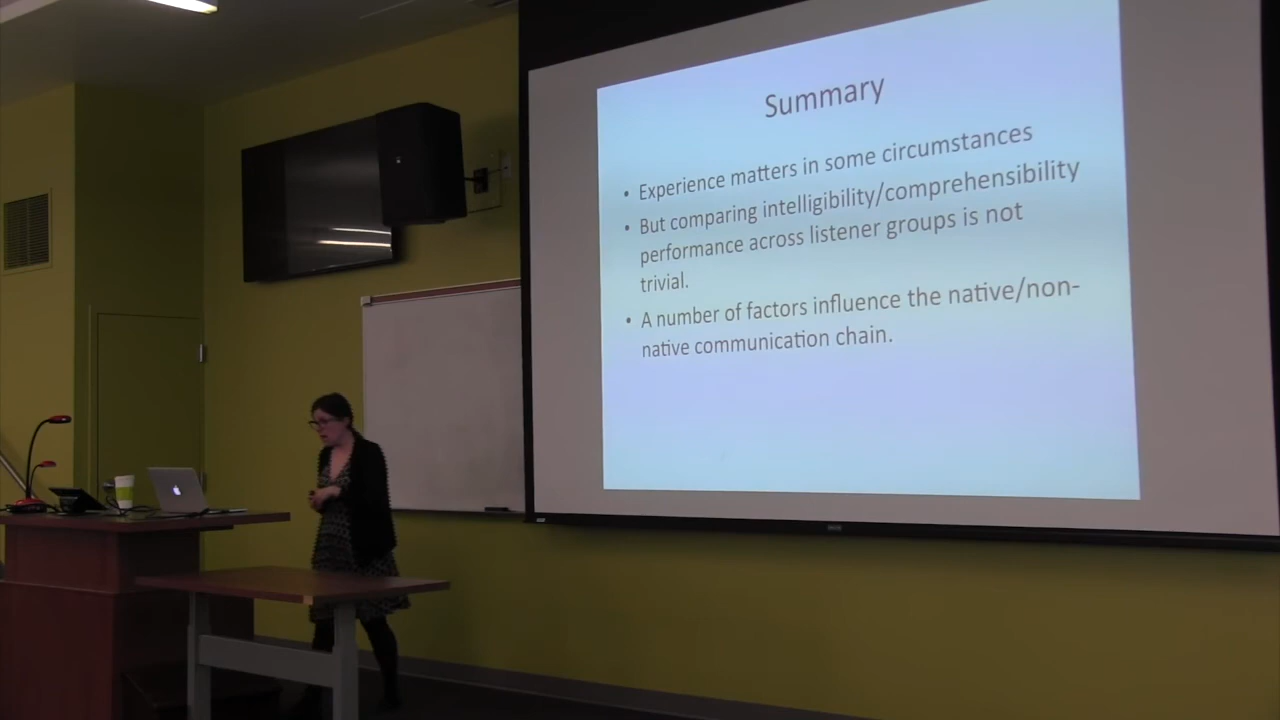 Summary
• Experience matters in some circumstances
• But comparing intelligibility/comprehensibility
performance across listener groups is not
trivial.
• A number of factors influence the native/non-
native communication chain.